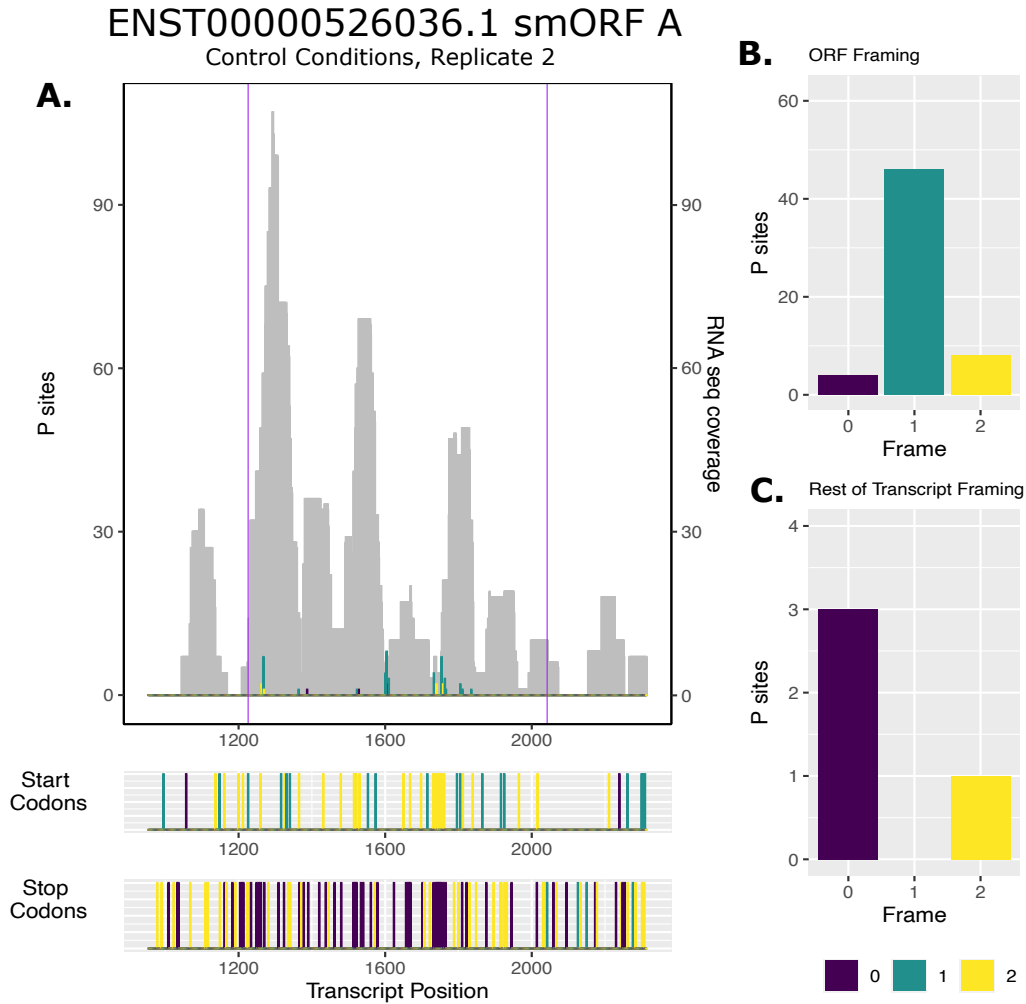 ENST00000526036.1 smORF A
Control Conditions, Replicate 2
A.
P sites
90
60
30
0
90
60
30
0
RNA seq coverage
1200
1600
2000
Start
Codons
1200
1600
2000
Stop
Codons
1200
1600
2000
Transcript Position
B.
ORF Framing
P sites
60
40
20
0
0
1
2
Frame
C.
Rest of Transcript Framing
P sites
4
3
2
1
0
0
1
2
Frame
0
1
2